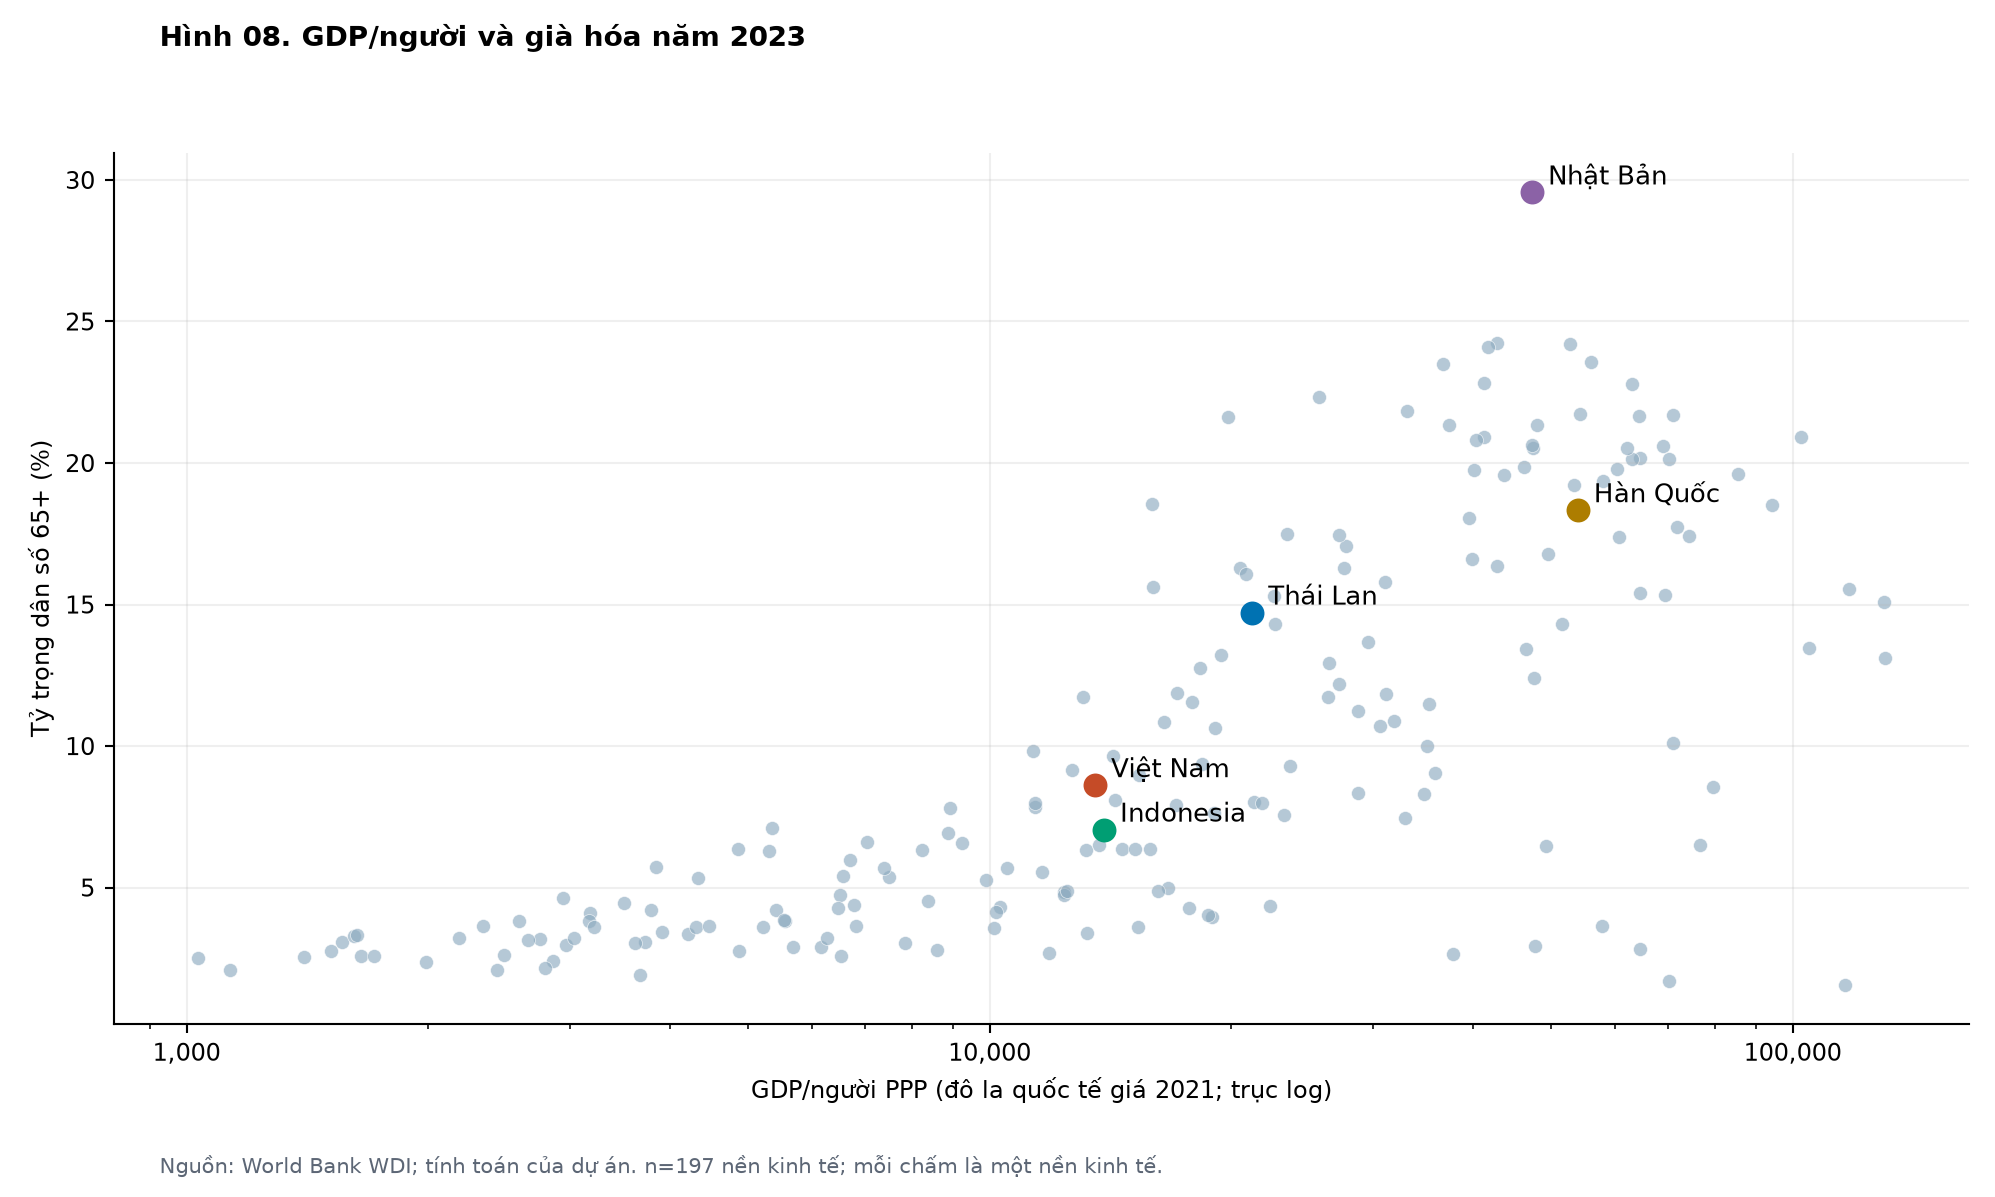 Hình 08. GDP/người và già hóa năm 2023
Tỷ trọng dân số 65+ (%)
30
25
20
15
10
5
Nhật Bản
Hàn Quốc
Thái Lan
Việt Nam
Indonesia
1,000
10,000
100,000
GDP/người PPP (đô la quốc tế giá 2021; trục log)
Nguồn: World Bank WDI; tính toán của dự án. n=197 nền kinh tế; mỗi chấm là một nền kinh tế.